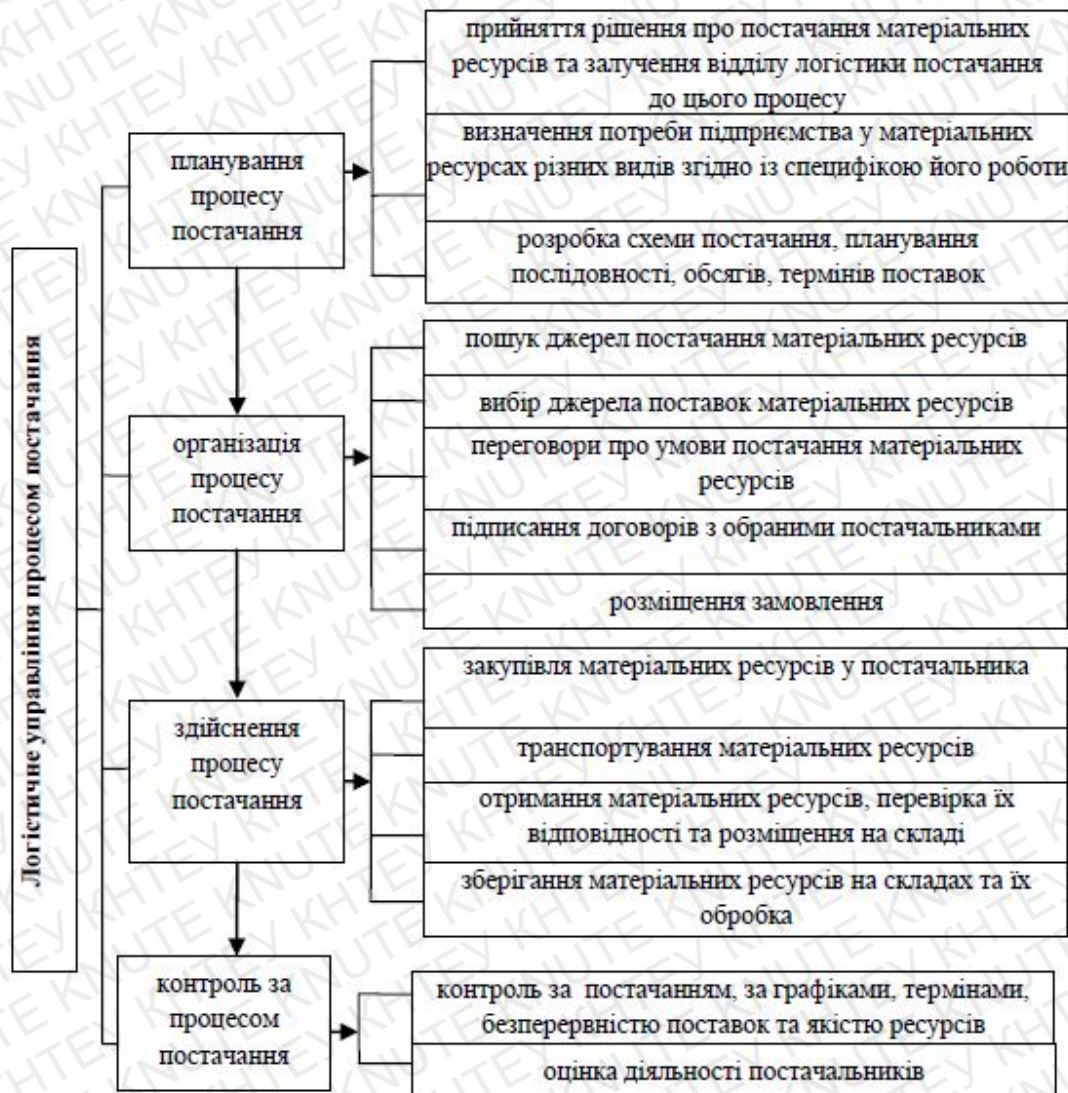 Логістичне управління процесом постачання
планування
процесу
постачання
прийняття рішення про постачання матеріальних
ресурсів та залучення відділу логістики постачання
до цього процесу
визначення потреби підприємства у матеріальних
ресурсах різних видів згідно із специфікою його роботи
розробка схеми постачання, планування
послідовності, обсягів, термінів поставок
організація
процесу
постачання
пошук джерел постачання матеріальних ресурсів
вибір джерела поставок матеріальних ресурсів
переговори про умови постачання матеріальних
ресурсів
підписання договорів з обраними постачальниками
розміщення замовлення
здійснення
процесу
постачання
закупівля матеріальних ресурсів у постачальника
транспортування матеріальних ресурсів
отримання матеріальних ресурсів, перевірка їх
відповідності та розміщення на складі
зберігання матеріальних ресурсів на складах та їх
обробка
контроль за
процесом
постачання
контроль за постачанням, за графіками, термінами,
безперервністю поставок та якістю ресурсів
оцінка діяльності постачальників
КНТЕУ KNUTE